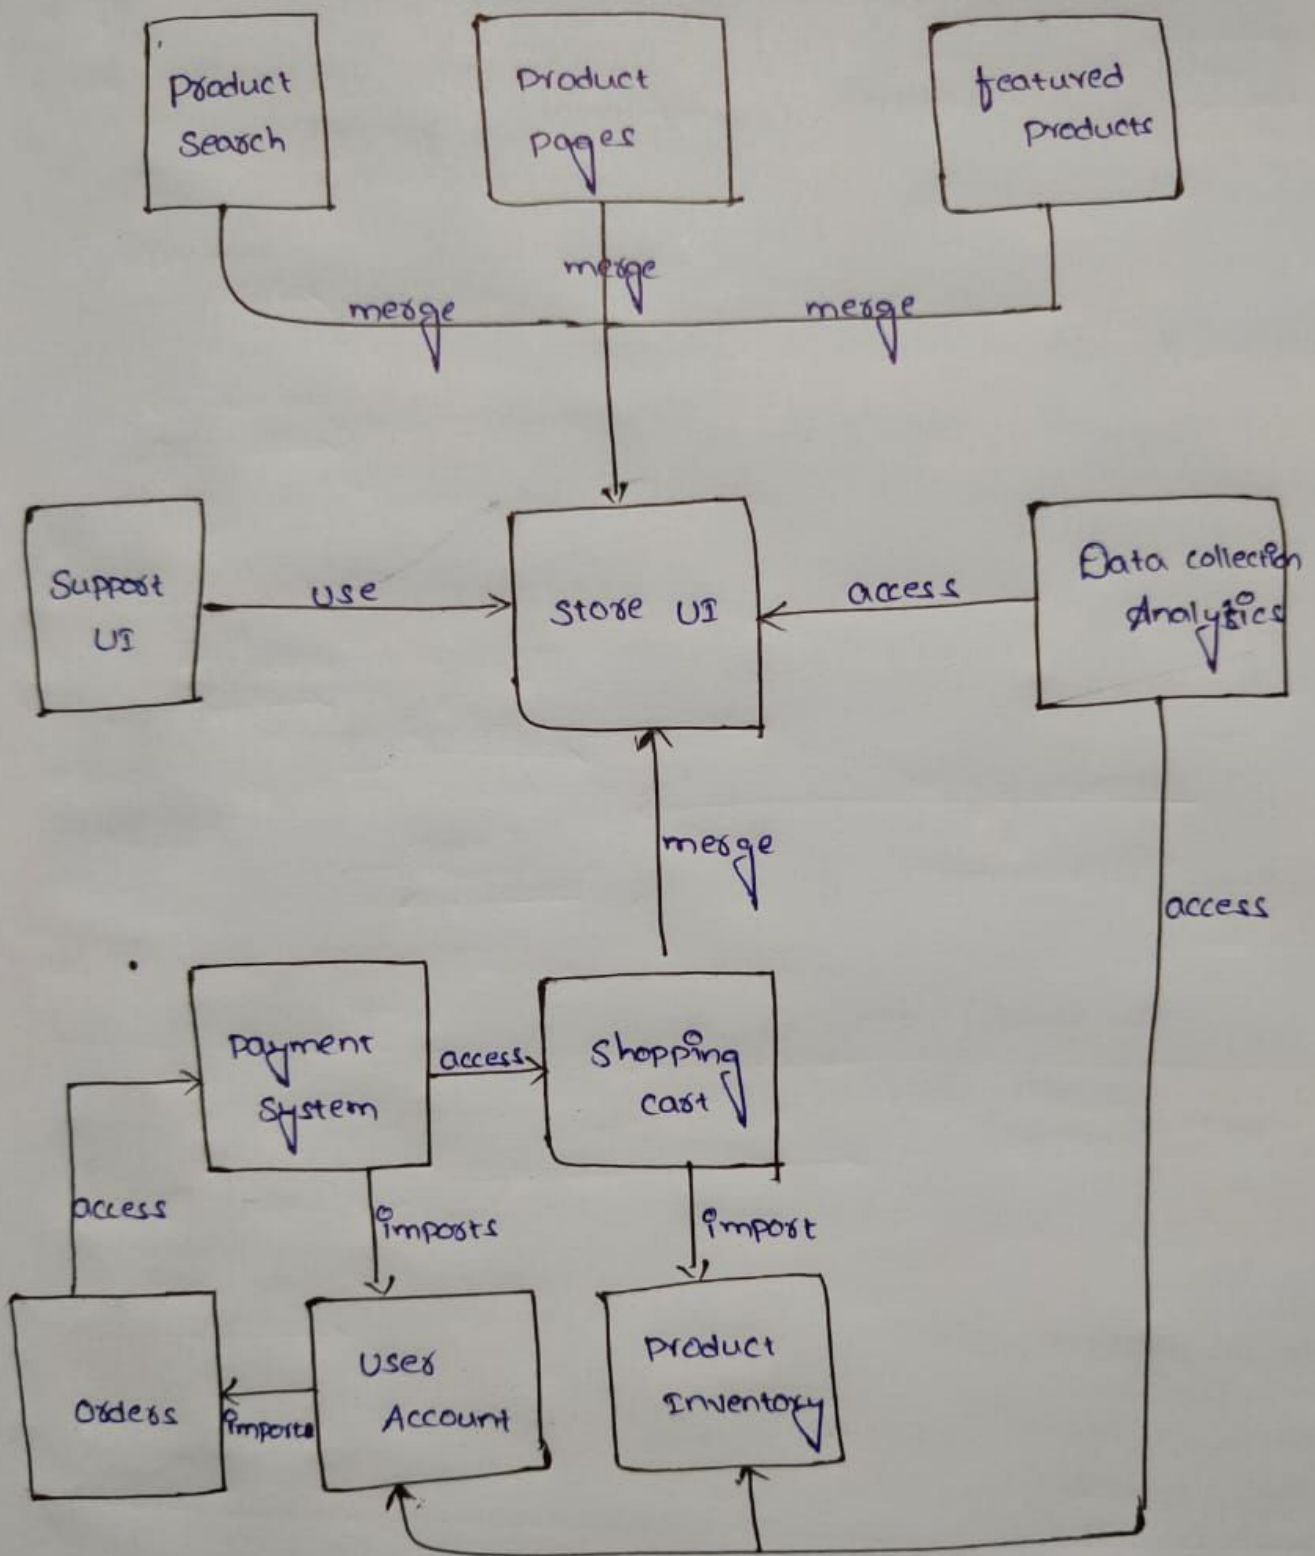 Product
Search
Product
pages
featured
products
merge
merge
merge
Support
UI
use
Store UI
access
Data collection
Analytics
merge
access
Payment
System
access
Shopping
cart
access
imports
import
Orders
imports
User
Account
Product
Inventory